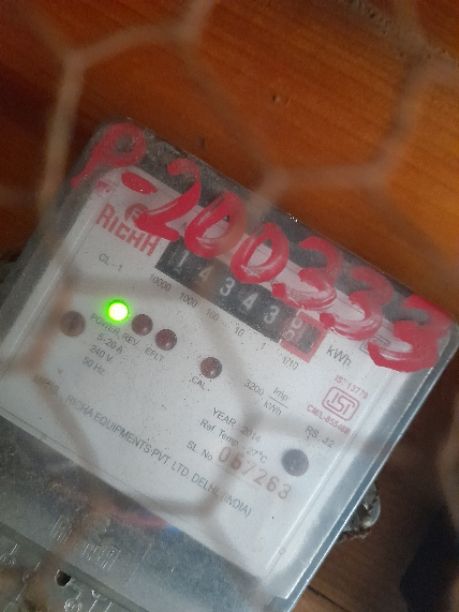 P-200333
RICHA
CL-1
14343
10000 1000 100 10 1 1/10
kWh
POWER REV. EFLT
5-20 A
240 V
50 Hz
CAL.
3200 imp/kWh
IS: 13779
ISI
RS-32
YEAR 2014
Ref Temp. 27°C
SL. No
RICHA EQUIPMENTS PVT. LTD. DELHI (INDIA)